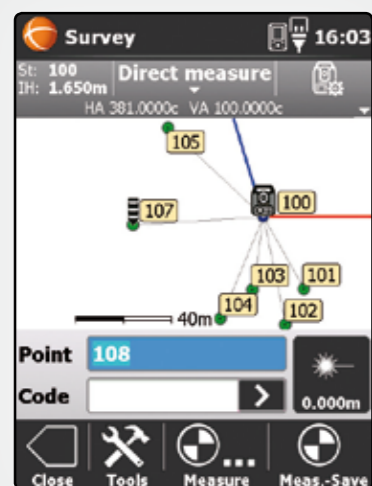 Survey 16:03
St: 100 Direct measure
IH: 1.650m
HA 381.0000c VA 100.0000c
105
107 100
103 101
104 102
40m
Point 108
Code 0.000m
Close Tools Measure Meas.-Save